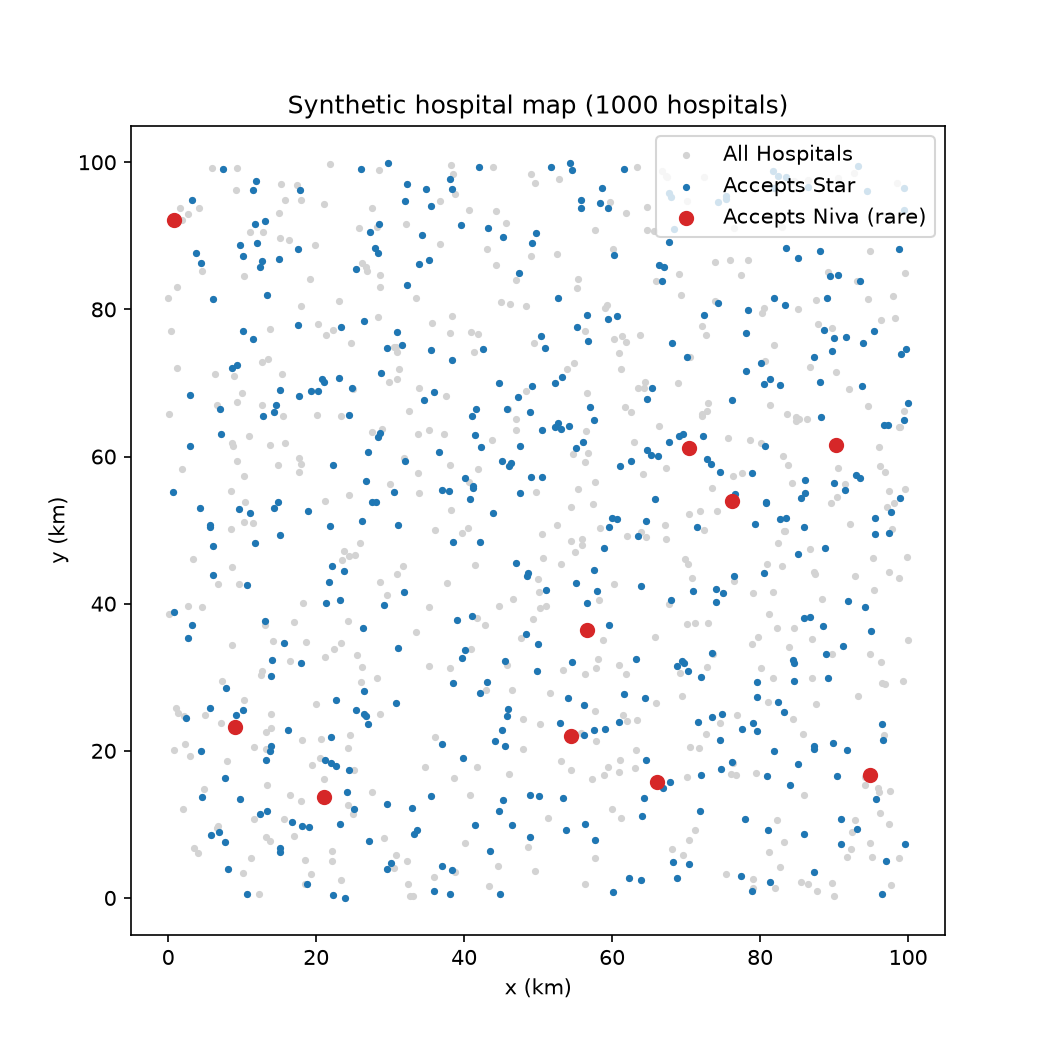 Synthetic hospital map (1000 hospitals)
All Hospitals
Accepts Star
Accepts Niva (rare)
100
80
60
40
20
0
y (km)
0 20 40 60 80 100
x (km)